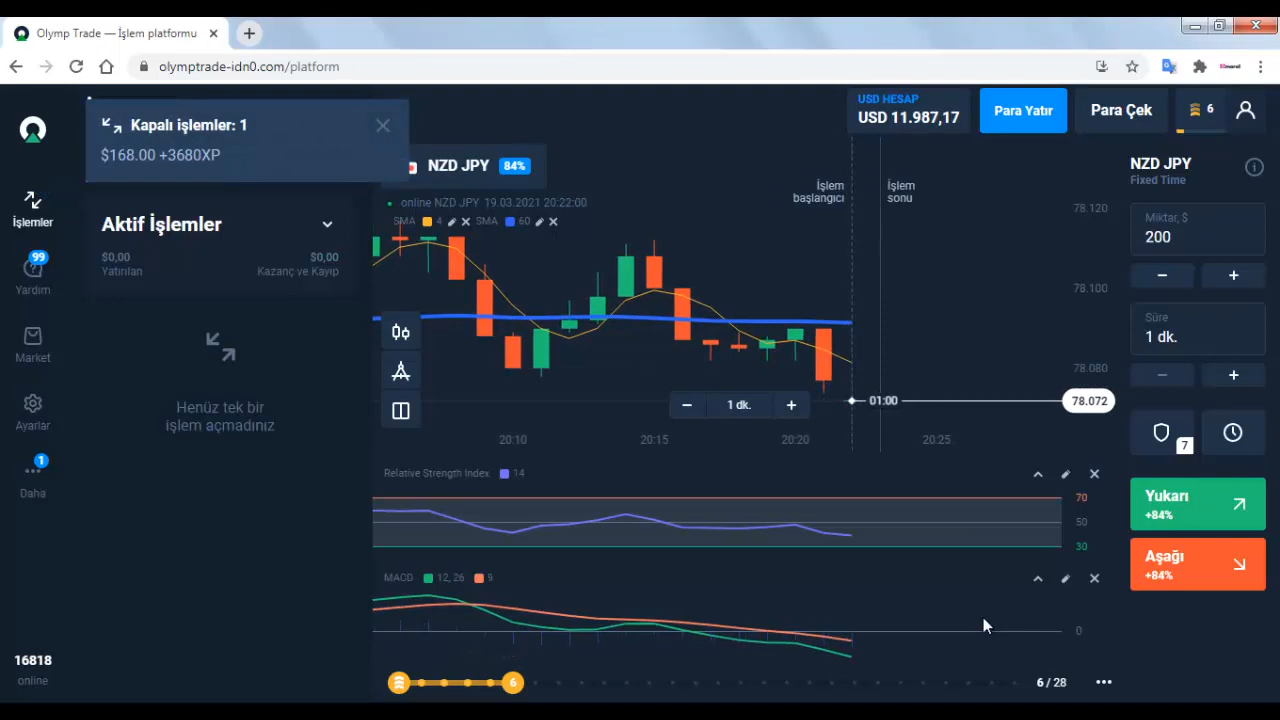 Olymp Trade — İşlem platformu
olymptrade-idn0.com/platform
Kapalı işlemler: 1
$168.00 +3680XP
USD HESAP
USD 11.987,17
Para Yatır
Para Çek
6
İşlemler
99
Yardım
Market
Ayarlar
1
Daha
16818
online
Aktif İşlemler
$0,00
Yatırılan
$0,00
Kazanç ve Kayıp
Henüz tek bir
işlem açmadınız
NZD JPY 84%
online NZD JPY 19.03.2021 20:22:00
SMA 4 SMA 60
İşlem
başlangıcı
İşlem
sonu
78.120
78.100
78.080
78.072
01:00
1 dk.
20:10
20:15
20:20
20:25
Relative Strength Index 14
70
50
30
MACD 12, 26 9
0
6
6 / 28
NZD JPY
Fixed Time
Miktar, $
200
Süre
1 dk.
7
Yukarı
+84%
Aşağı
+84%